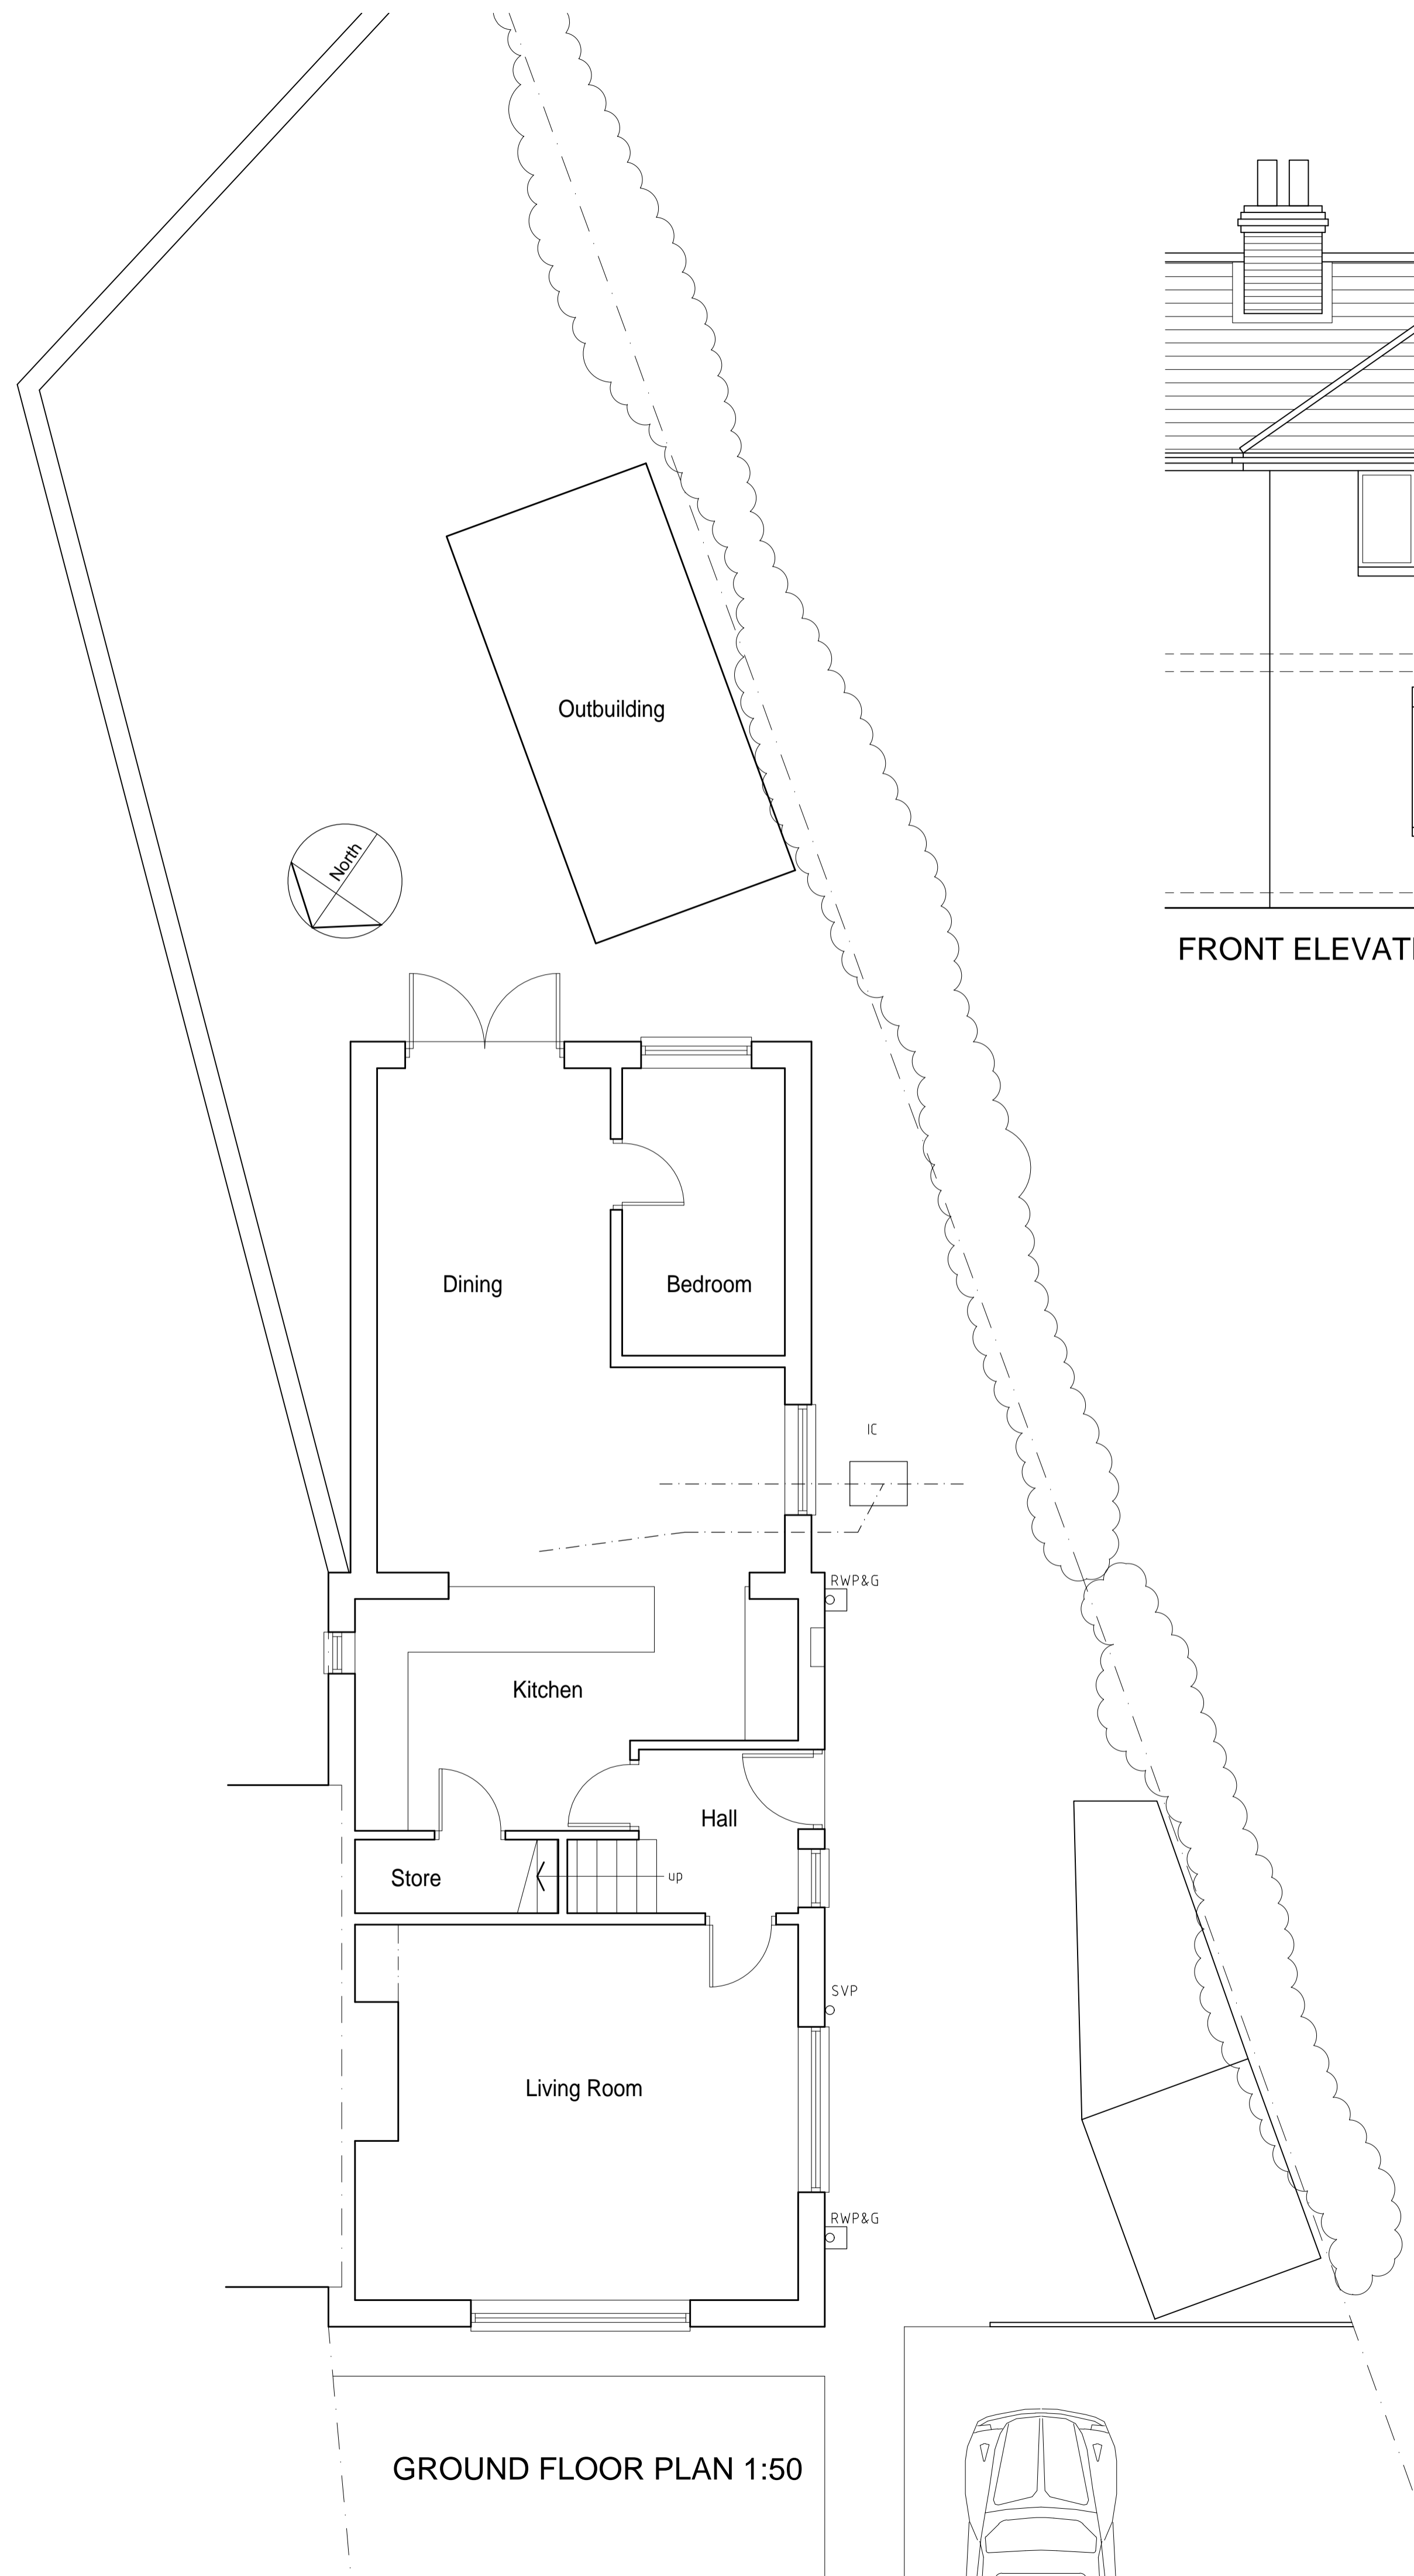 Outbuilding
North
FRONT ELEVATI
Dining
Bedroom
IC
RWP&G
Kitchen
Hall
Store
up
SVP
Living Room
RWP&G
GROUND FLOOR PLAN 1:50